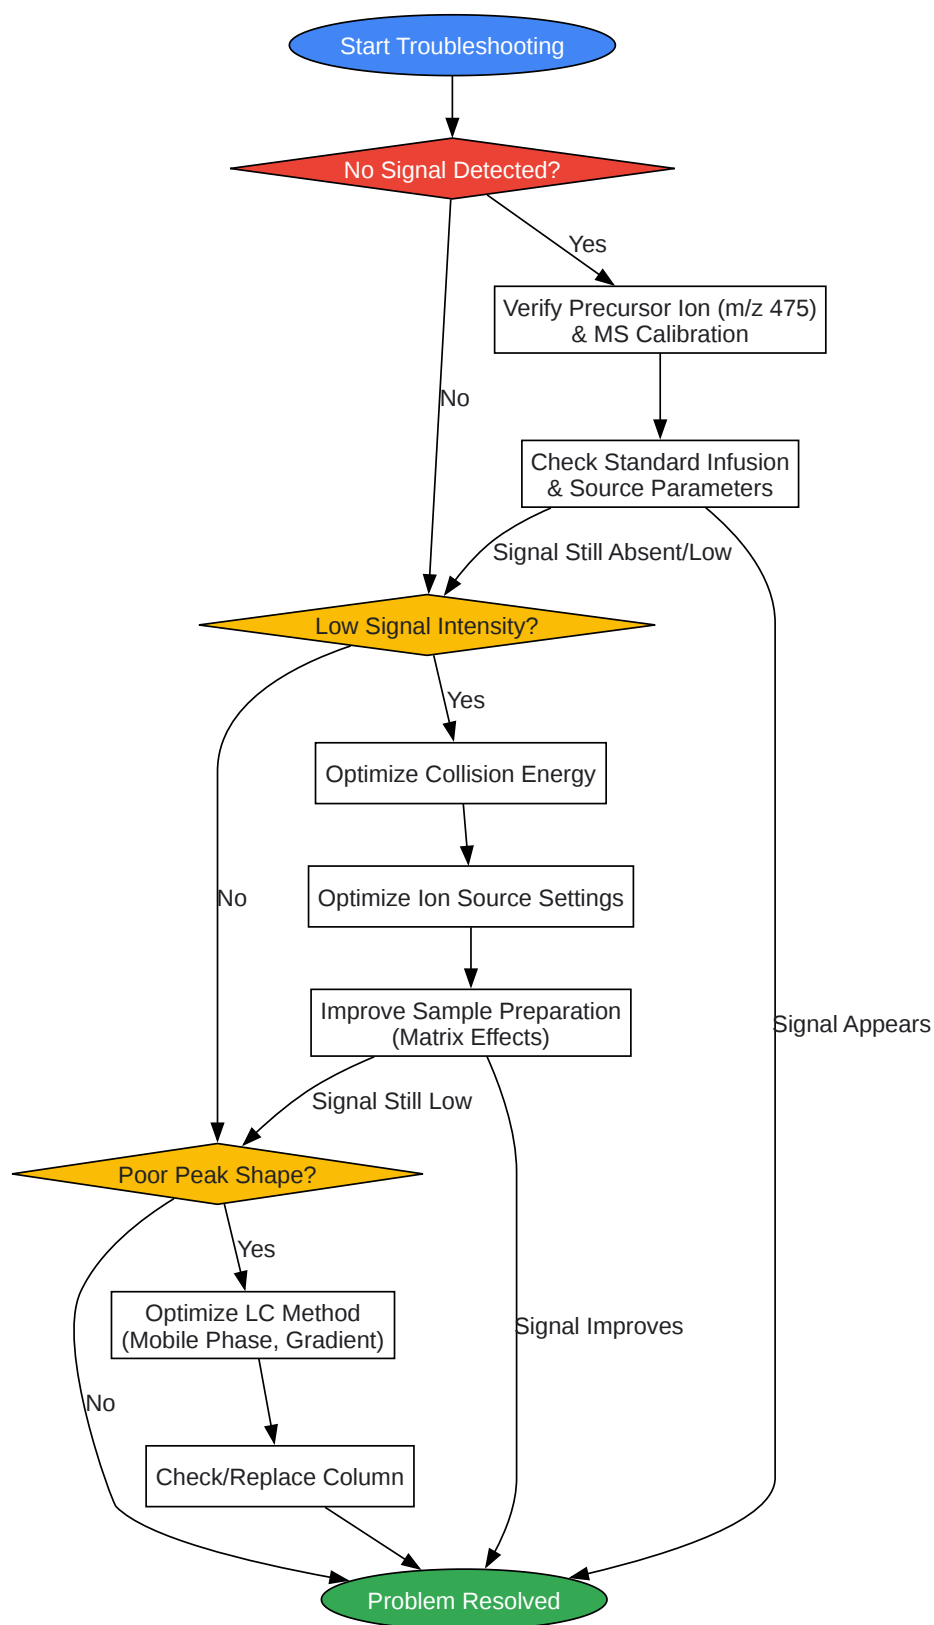 Start Troubleshooting
No Signal Detected?
Yes
Verify Precursor Ion (m/z 475)
& MS Calibration
No
Check Standard Infusion
& Source Parameters
Signal Still Absent/Low
Low Signal Intensity?
Yes
Optimize Collision Energy
No
Optimize Ion Source Settings
Improve Sample Preparation
(Matrix Effects)
Signal Appears
Signal Still Low
Poor Peak Shape?
Yes
Optimize LC Method
(Mobile Phase, Gradient)
Signal Improves
No
Check/Replace Column
Problem Resolved